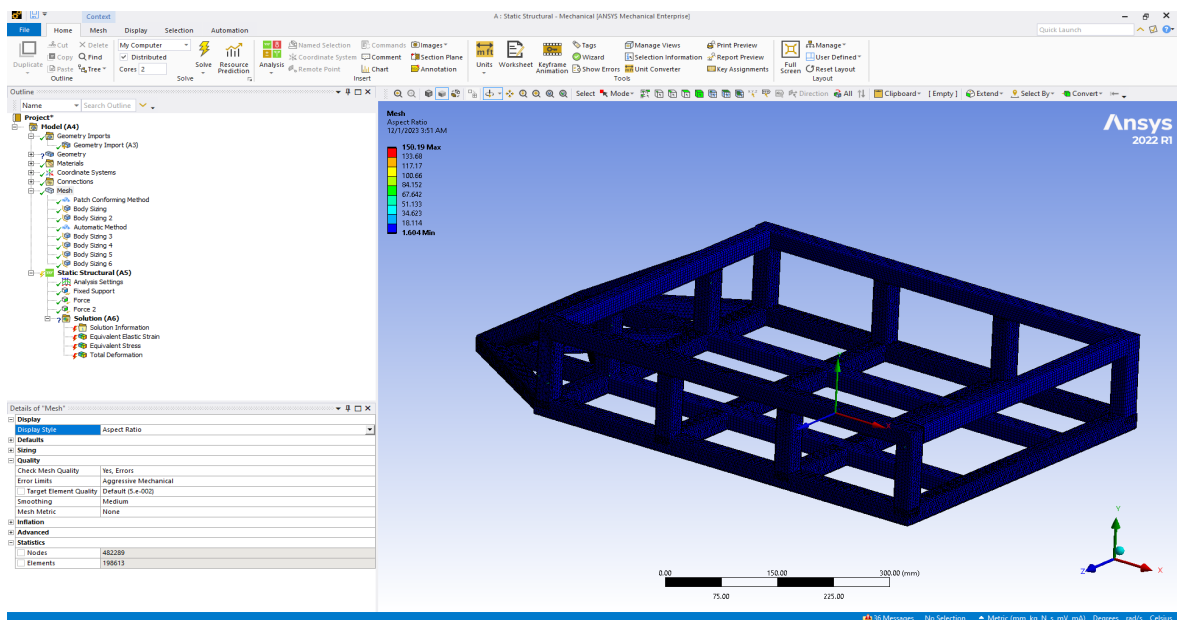 Context
A : Static Structural - Mechanical [ANSYS Mechanical Enterprise]
File Home Mesh Display Selection Automation
Quick Launch
Duplicate
Cut
Delete
Copy
Find
Paste
Tree
Outline
My Computer
Distributed
Cores 2
Solve
Resource Prediction
Solve
Analysis
Named Selection
Coordinate System
Remote Point
Commands
Comment
Chart
Images
Section Plane
Annotation
Insert
Units
Worksheet
Keyframe Animation
Tags
Wizard
Show Errors
Manage Views
Selection Information
Unit Converter
Print Preview
Report Preview
Key Assignments
Tools
Full Screen
Manage
User Defined
Reset Layout
Layout
Outline
Name
Search Outline
Select Mode Direction All Clipboard [Empty] Extend Select By Convert
Project*
Model (A4)
Geometry Imports
Geometry Import (A3)
Geometry
Materials
Coordinate Systems
Connections
Mesh
Patch Conforming Method
Body Sizing
Body Sizing 2
Automatic Method
Body Sizing 3
Body Sizing 4
Body Sizing 5
Body Sizing 6
Static Structural (A5)
Analysis Settings
Fixed Support
Force
Force 2
Solution (A6)
Solution Information
Equivalent Elastic Strain
Equivalent Stress
Total Deformation
Details of "Mesh"
Display
Display Style Aspect Ratio
Defaults
Sizing
Quality
Check Mesh Quality Yes, Errors
Error Limits Aggressive Mechanical
Target Element Quality Default (5.e-002)
Smoothing Medium
Mesh Metric None
Inflation
Advanced
Statistics
Nodes 482289
Elements 198613
Mesh
Aspect Ratio
12/1/2023 3:51 AM
150.19 Max
133.68
117.17
100.66
84.152
67.642
51.133
34.623
18.114
1.604 Min
Ansys
2022 R1
Y
X
Z
0.00 150.00 300.00 (mm)
75.00 225.00
36 Messages No Selection Metric (mm, kg, N, s, mV, mA) Degrees rad/s Celsius